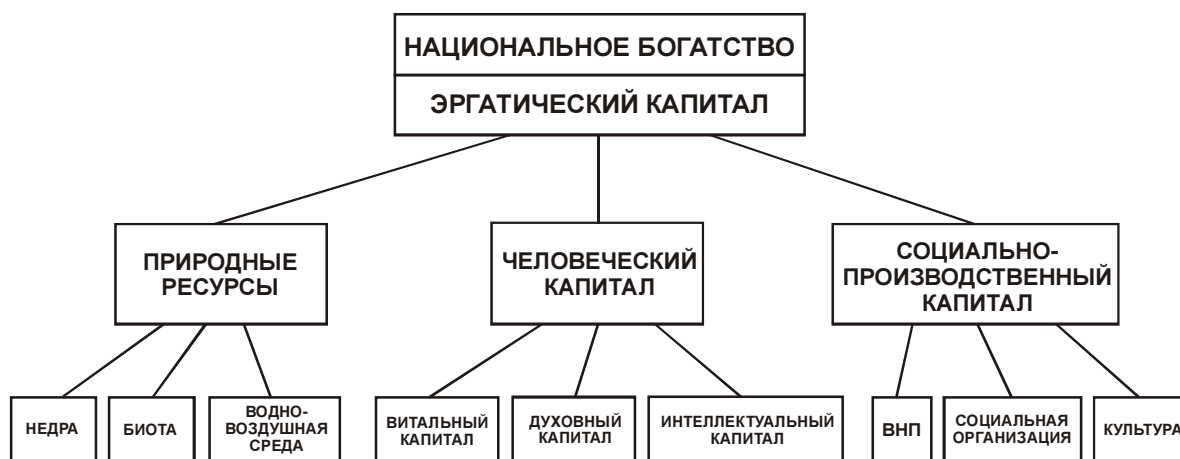 НАЦИОНАЛЬНОЕ БОГАТСТВО
ЭРГАТИЧЕСКИЙ КАПИТАЛ
ПРИРОДНЫЕ
РЕСУРСЫ
ЧЕЛОВЕЧЕСКИЙ
КАПИТАЛ
СОЦИАЛЬНО-
ПРОИЗВОДСТВЕННЫЙ
КАПИТАЛ
НЕДРА
БИОТА
ВОДНО-
ВОЗДУШНАЯ
СРЕДА
ВИТАЛЬНЫЙ
КАПИТАЛ
ДУХОВНЫЙ
КАПИТАЛ
ИНТЕЛЛЕКТУАЛЬНЫЙ
КАПИТАЛ
ВНП
СОЦИАЛЬНАЯ
ОРГАНИЗАЦИЯ
КУЛЬТУРА